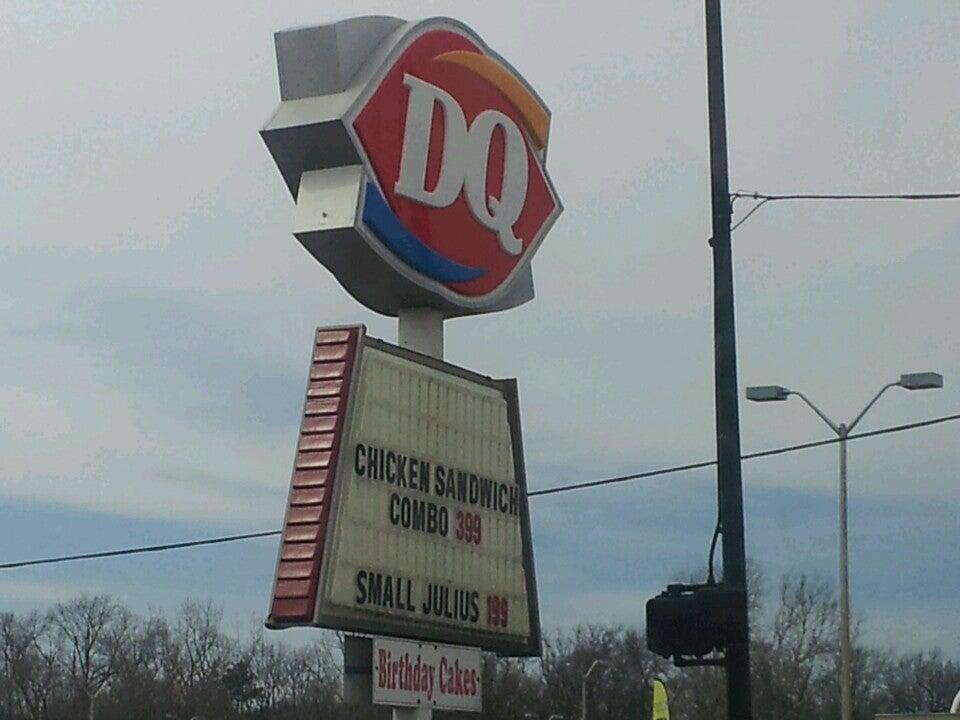 DQ
CHICKEN SANDWICH
COMBO 399
SMALL JULIUS 199
-Birthday Cakes-